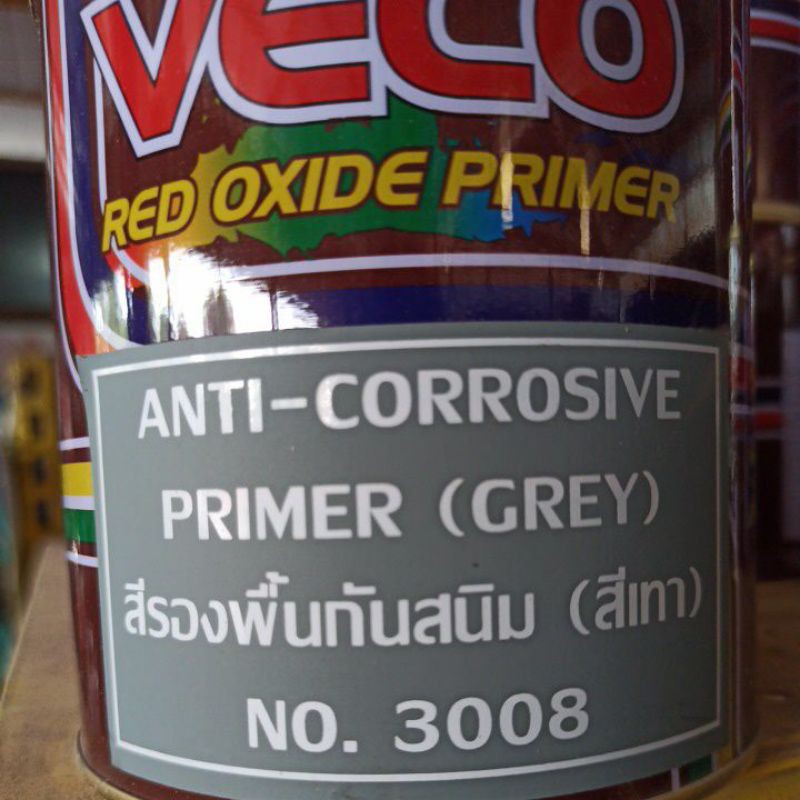 VECO
RED OXIDE PRIMER
ANTI-CORROSIVE
PRIMER (GREY)
สีรองพื้นกันสนิม (สีเทา)
NO. 3008